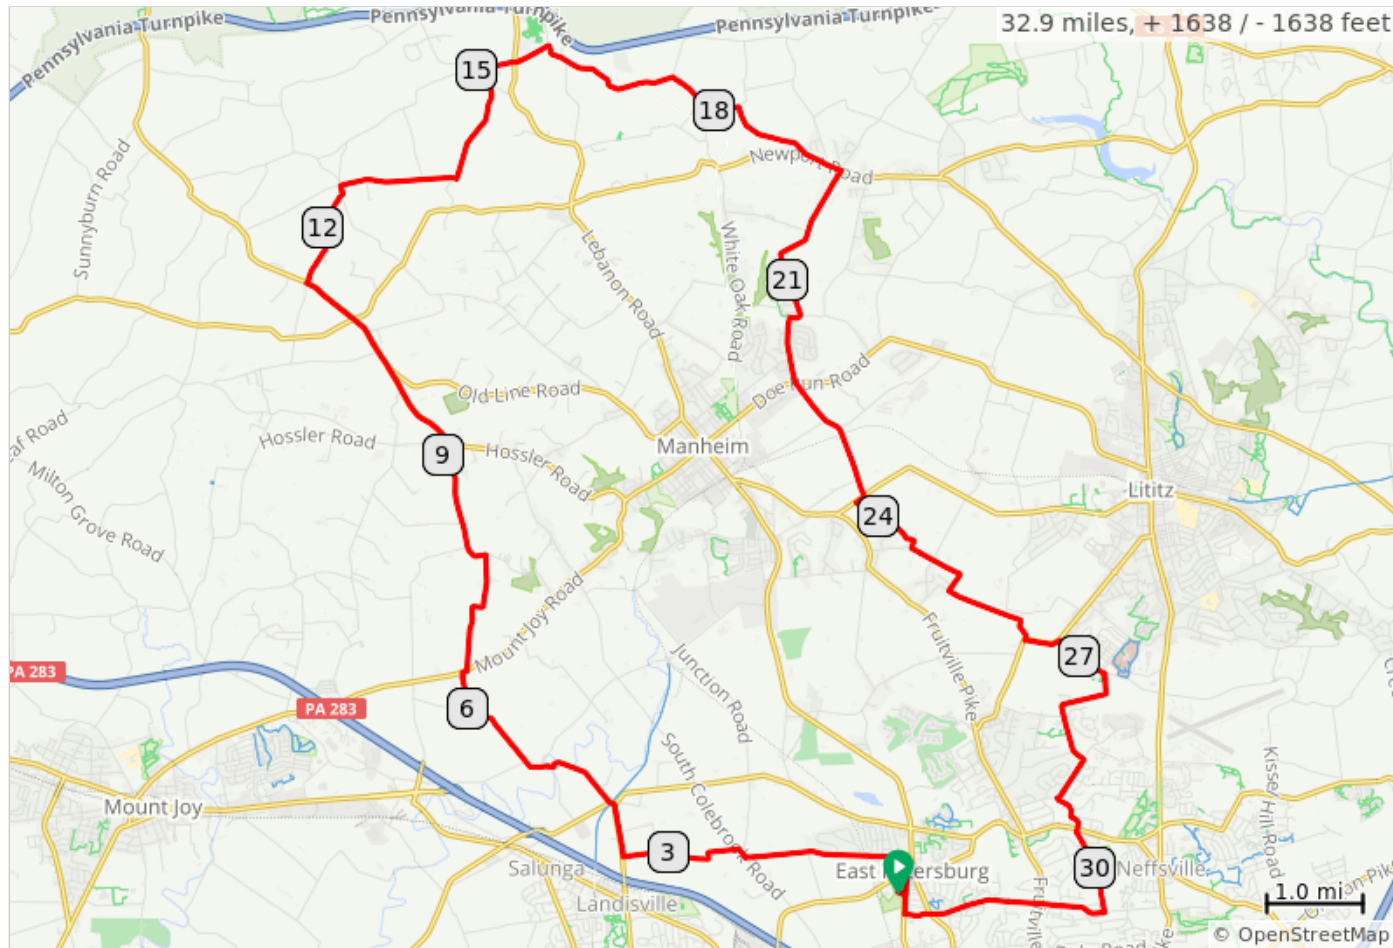 Pennsylvania Turnpike
Pennsylvania Turnpike
Pennsylvania Turnpike
32.9 miles, + 1638 / - 1638 feet
15
18
Newport Road
Sunnyburn Road
12
Lebanon Road
White Oak Road
21
Old Line Road
Doe Run Road
Hossler Road
9
Hossler Road
Manheim
Milton Grove Road
Lititz
24
Mount Joy Road
Fruitville Pike
27
Junction Road
PA 283
PA 283
6
South Colebrook Road
Kissel Hill Road
Mount Joy
3
Salunga
East Petersburg
30
Neffsville
Landisville
1.0 mi
© OpenStreetMap